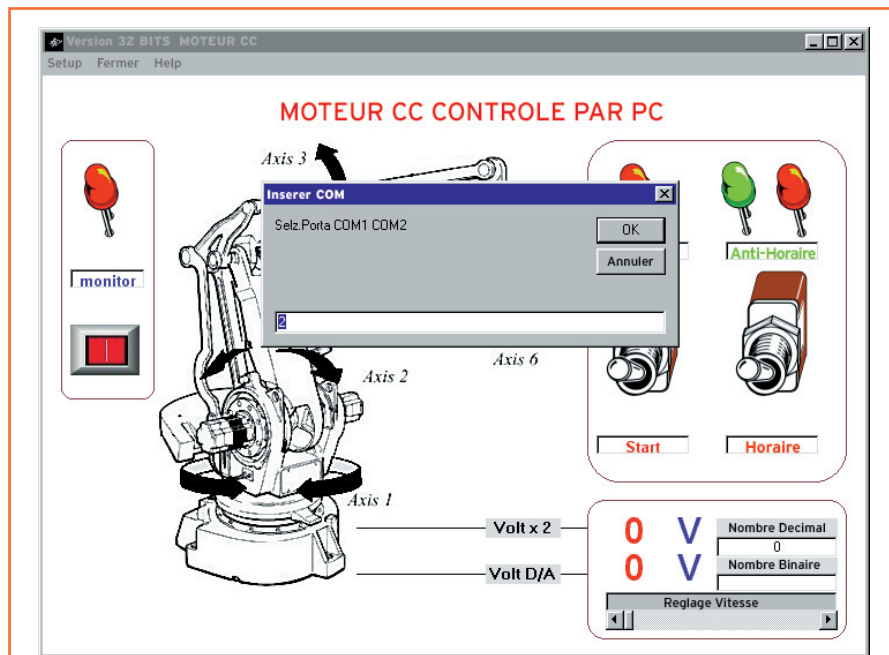 Version 32 BITS MOTEUR CC
Setup Fermer Help
MOTEUR CC CONTROLE PAR PC
Axis 3
Inserer COM
Selz.Porta COM1 COM2
OK
Annuler
2
monitor
Anti-Horaire
Axis 2
Axis 6
Start
Horaire
Axis 1
Volt x 2
0 V
Nombre Decimal
0
Volt D/A
0 V
Nombre Binaire
Reglage Vitesse